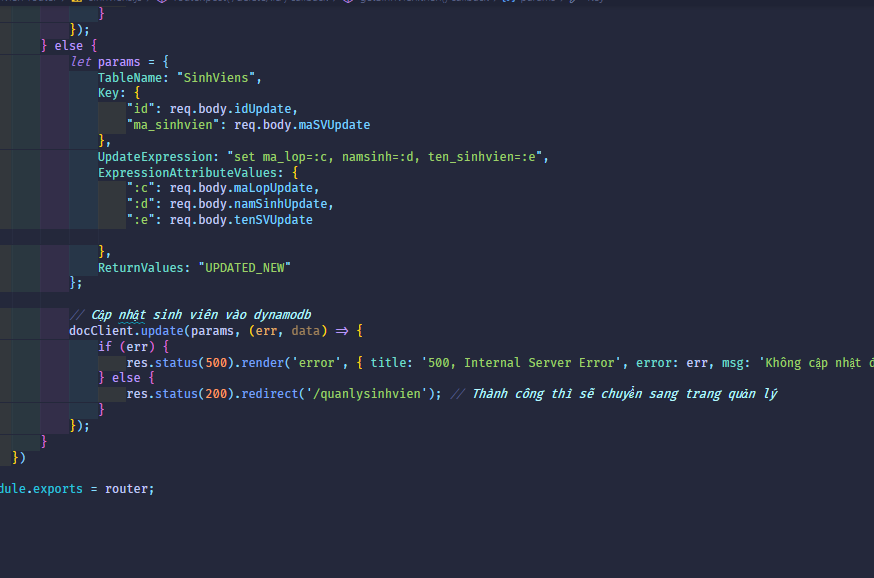 }
});
} else {
let params = {
TableName: "SinhViens",
Key: {
"id": req.body.idUpdate,
"ma_sinhvien": req.body.maSVUpdate
},
UpdateExpression: "set ma_lop=:c, namsinh=:d, ten_sinhvien=:e",
ExpressionAttributeValues: {
":c": req.body.maLopUpdate,
":d": req.body.namSinhUpdate,
":e": req.body.tenSVUpdate
},
ReturnValues: "UPDATED_NEW"
};
// Cập nhật sinh viên vào dynamodb
docClient.update(params, (err, data) => {
if (err) {
res.status(500).render('error', { title: '500, Internal Server Error', error: err, msg: 'Không cập nhật
} else {
res.status(200).redirect('/quanlysinhvien'); // Thành công thì sẽ chuyển sang trang quản lý
}
});
}
})
dule.exports = router;